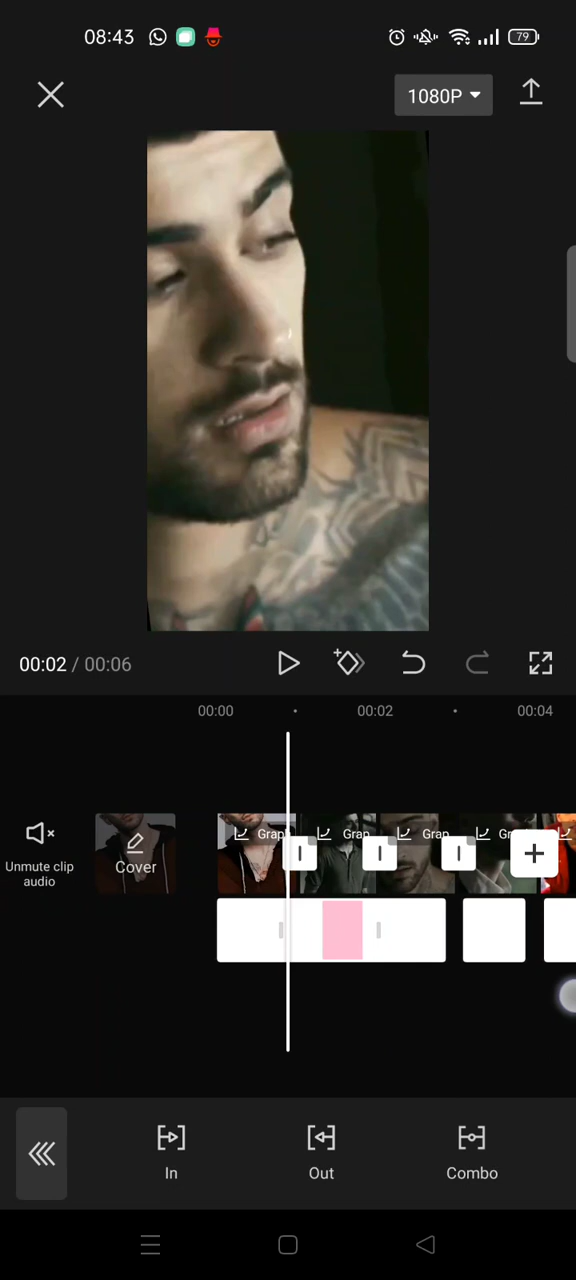 08:43
79
1080P
00:02 / 00:06
00:00
00:02
00:04
Unmute clip
audio
Cover
Grap
Grap
Grap
In
Out
Combo